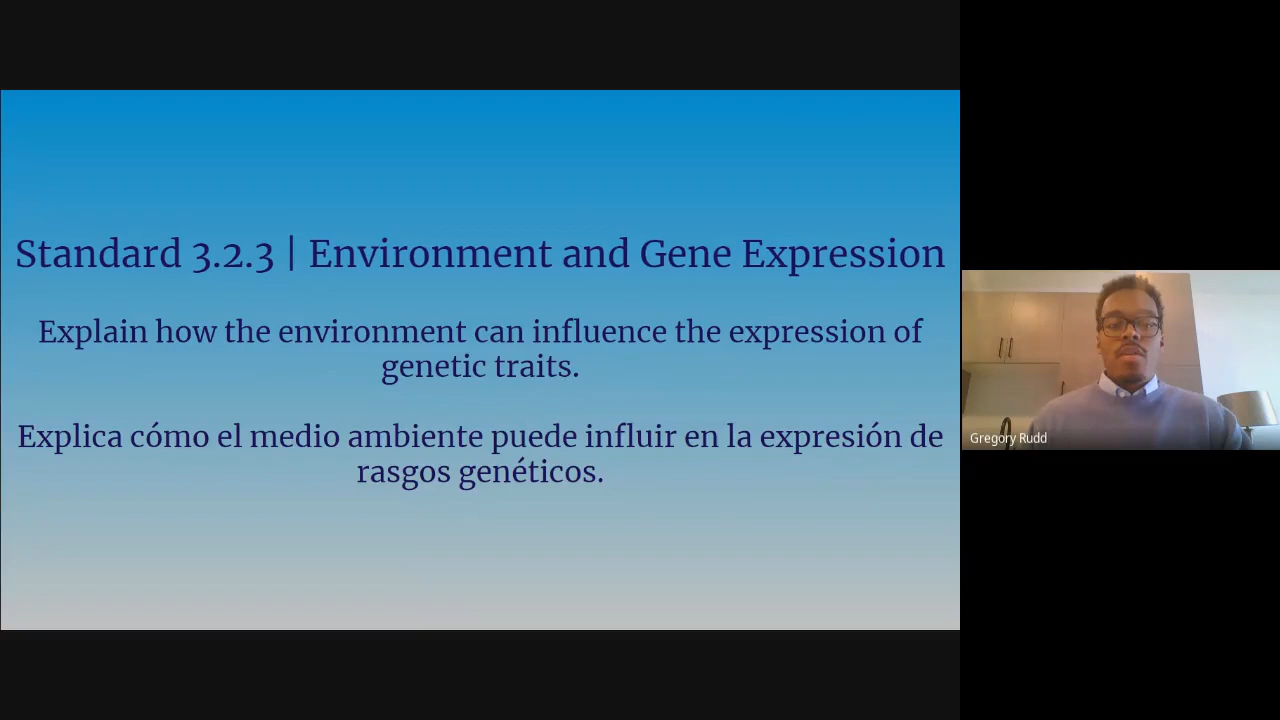 Standard 3.2.3 | Environment and Gene Expression
Explain how the environment can influence the expression of
genetic traits.
Explica cómo el medio ambiente puede influir en la expresión de
rasgos genéticos.
Gregory Rudd